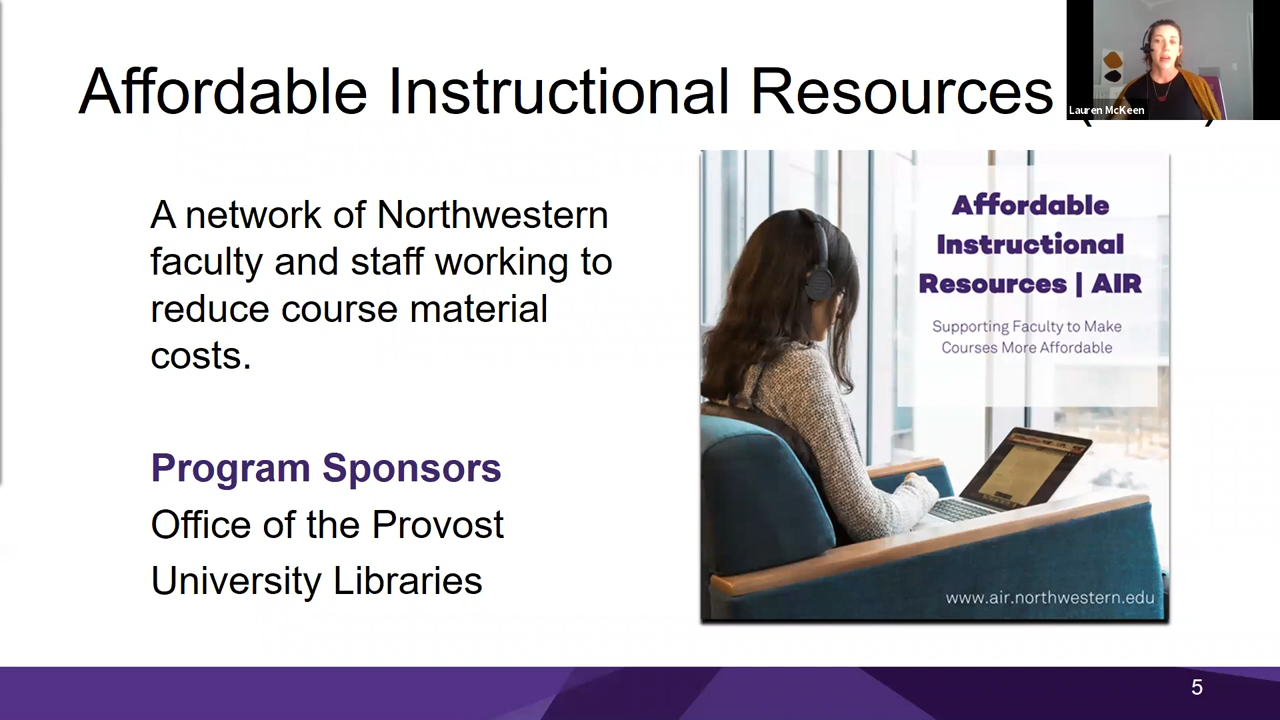 Affordable Instructional Resources
Lauren McKeen
A network of Northwestern
faculty and staff working to
reduce course material
costs.
Program Sponsors
Office of the Provost
University Libraries
Affordable
Instructional
Resources | AIR
Supporting Faculty to Make
Courses More Affordable
www.air.northwestern.edu
5